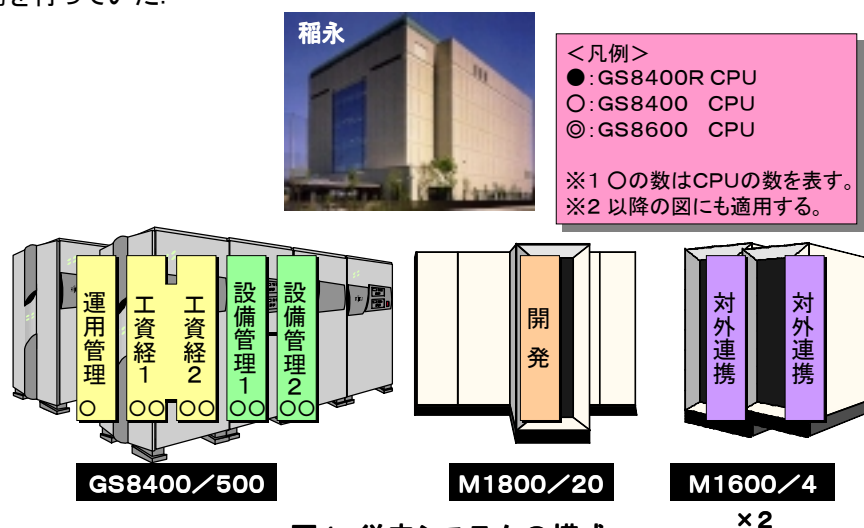 稲永
<凡例>
●:GS8400R CPU
○:GS8400 CPU
◎:GS8600 CPU
※1 ○の数はCPUの数を表す。
※2 以降の図にも適用する。
運用管理
○
工資経1
○○
工資経2
○○
設備管理1
○○
設備管理2
○○
開発
対外連携
対外連携
GS8400/500
M1800/20
M1600/4
×2